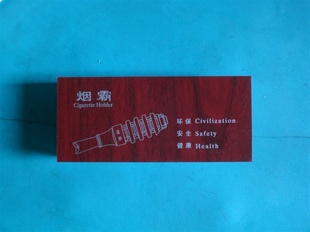 烟霸
Cigarette Holder
环保 Civilization
安全 Safety
健康 Health